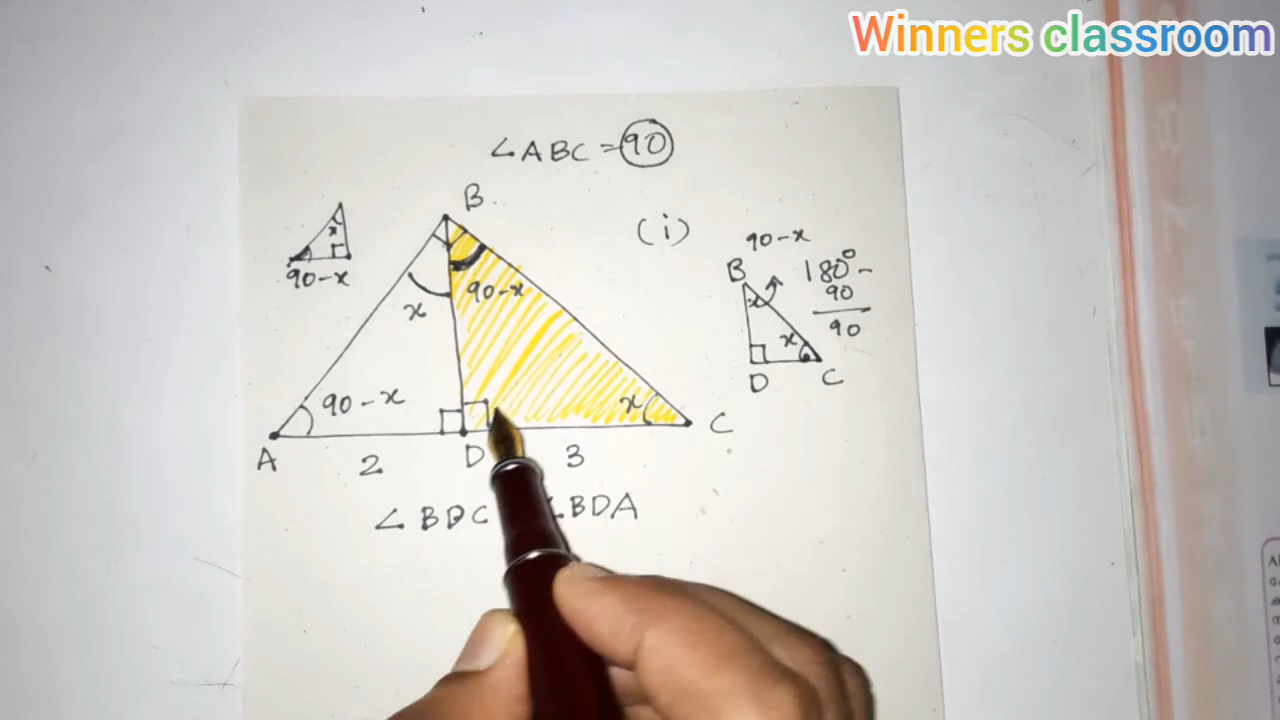 Winners classroom
∠ABC = 90
B
(i)
x
90-x
90-x
B
180°-
90
90
x
x
D
C
x
90-x
90-x
x
A
2
D
3
C
∠BDC ∠BDA